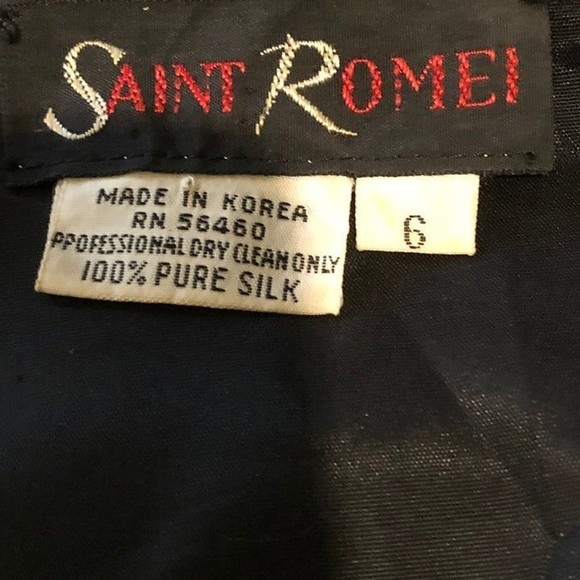 SAINT ROMEI
MADE IN KOREA
RN 56460
PPOFESSIONAL DRY CLEAN ONLY
100% PURE SILK
6